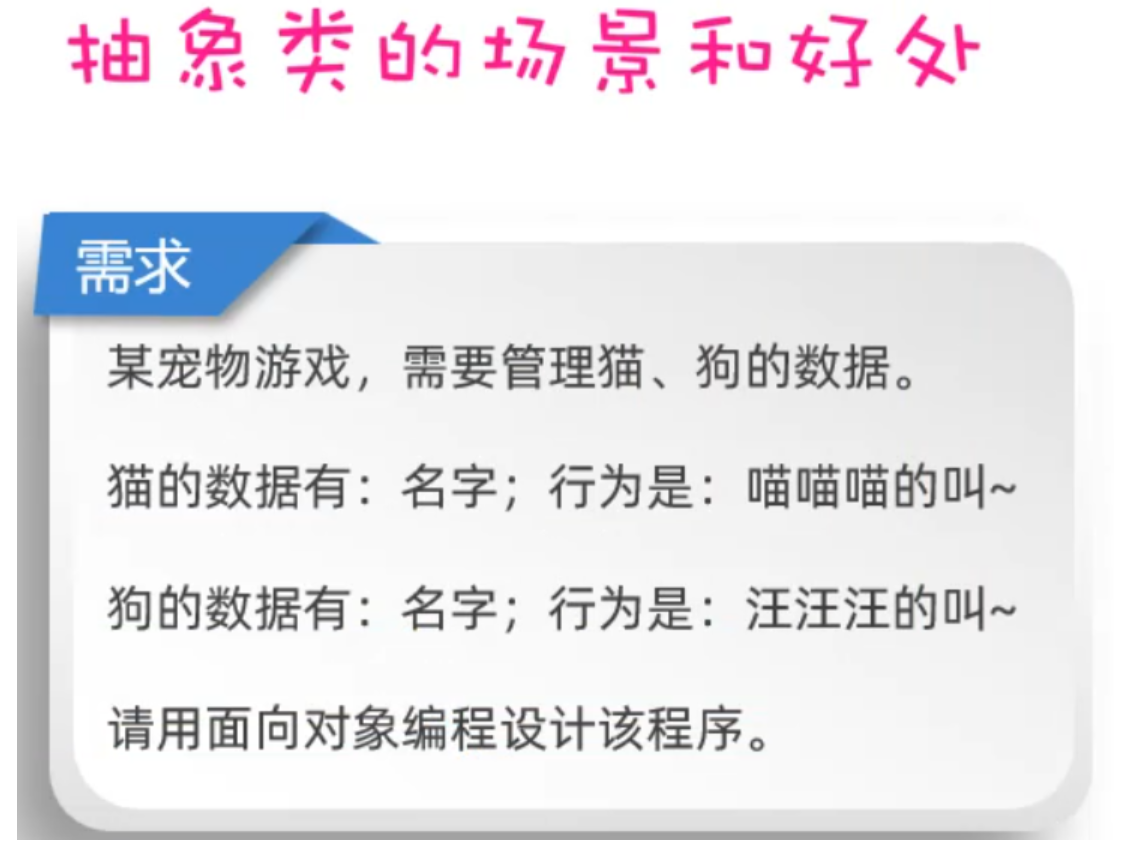 抽象类的场景和好处
需求
某宠物游戏，需要管理猫、狗的数据。
猫的数据有：名字；行为是：喵喵喵的叫~
狗的数据有：名字；行为是：汪汪汪的叫~
请用面向对象编程设计该程序。